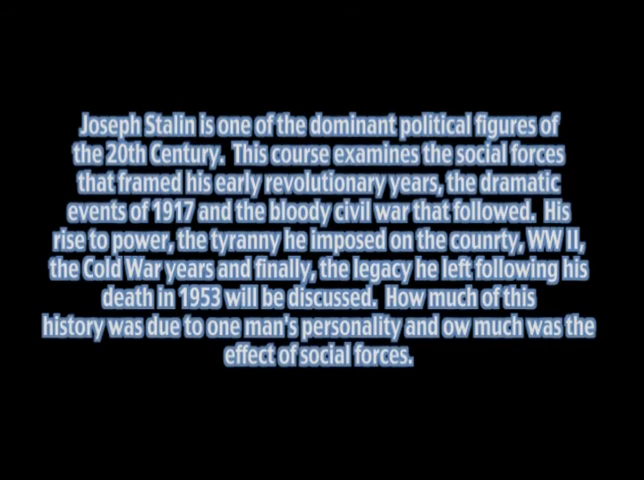 Joseph Stalin is one of the dominant political figures of
the 20th Century.  This course examines the social forces
that framed his early revolutionary years, the dramatic
events of 1917 and the bloody civil war that followed.  His
rise to power, the tyranny he imposed on the counrty, WW II,
the Cold War years and finally, the legacy he left following his
death in 1953 will be discussed.  How much of this
history was due to one man's personality and ow much was the
effect of social forces.